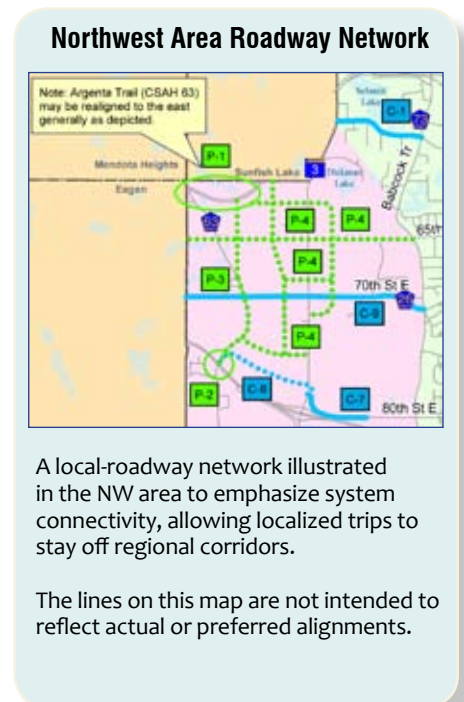 Northwest Area Roadway Network
Note: Argenta Trail (CSAH 63)
may be realigned to the east
generally as depicted.
C-1
73
P-1
Mendota Heights
Sunfish Lake
3
Lake
Babcock Tr
Eagan
P-4
P-4
65th
P-4
P-3
70th St E
26
C-9
P-4
P-2
C-8
C-7
80th St E
A local-roadway network illustrated
in the NW area to emphasize system
connectivity, allowing localized trips to
stay off regional corridors.
The lines on this map are not intended to
reflect actual or preferred alignments.